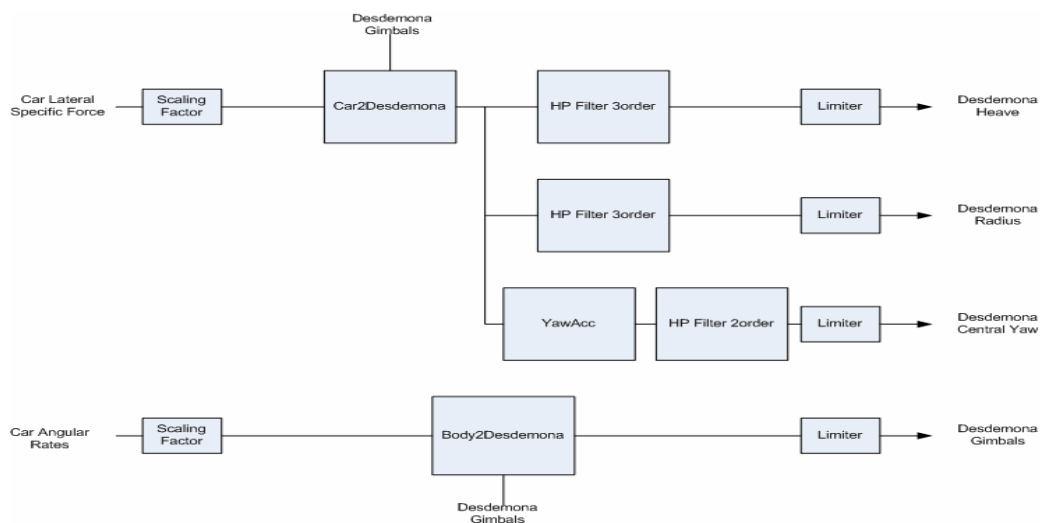 Desdemona
Gimbals
Car Lateral
Specific Force
Scaling
Factor
Car2Desdemona
HP Filter 3order
Limiter
Desdemona
Heave
HP Filter 3order
Limiter
Desdemona
Radius
YawAcc
HP Filter 2order
Limiter
Desdemona
Central Yaw
Car Angular
Rates
Scaling
Factor
Body2Desdemona
Limiter
Desdemona
Gimbals
Desdemona
Gimbals